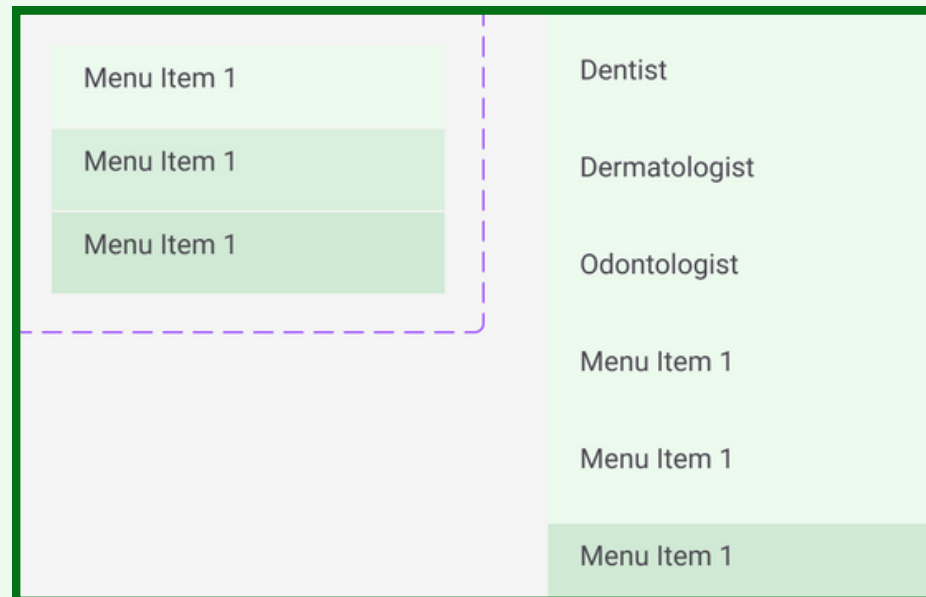 Menu Item 1
Menu Item 1
Menu Item 1
Dentist
Dermatologist
Odontologist
Menu Item 1
Menu Item 1
Menu Item 1